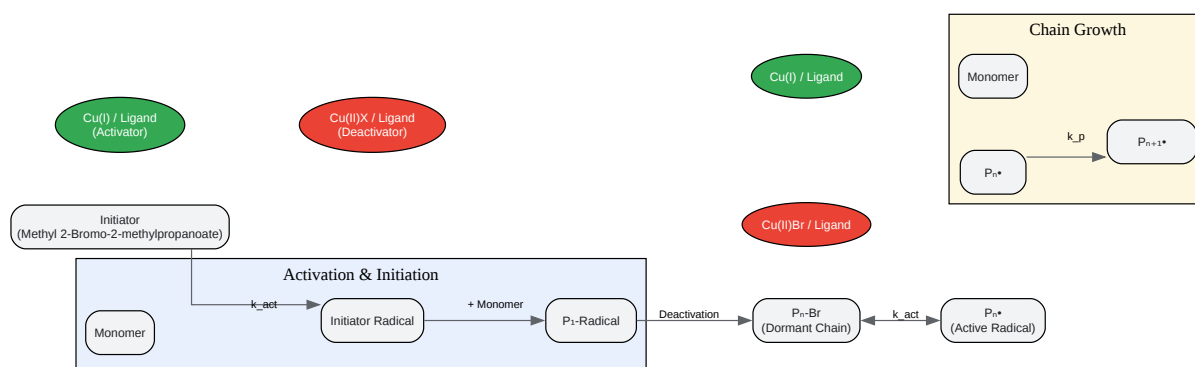 Chain Growth
Monomer
Cu(I) / Ligand
Cu(I) / Ligand
(Activator)
Cu(II)X / Ligand
(Deactivator)
k_p
Pₙ₊₁•
Pₙ•
Initiator
(Methyl 2-Bromo-2-methylpropanoate)
Cu(II)Br / Ligand
Activation & Initiation
k_act
Initiator Radical
+ Monomer
P₁-Radical
Deactivation
Pₙ-Br
(Dormant Chain)
k_act
Pₙ•
(Active Radical)
Monomer